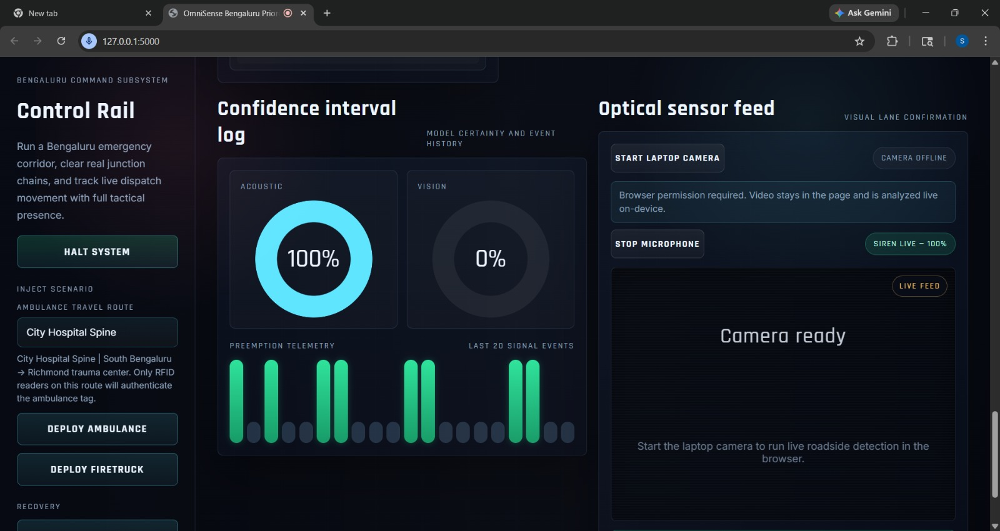 New tab
OmniSense Bengaluru Prior
Ask Gemini
127.0.0.1:5000
S
BENGALURU COMMAND SUBSYSTEM
Control Rail
Run a Bengaluru emergency
corridor, clear real junction
chains, and track live dispatch
movement with full tactical
presence.
HALT SYSTEM
INJECT SCENARIO
AMBULANCE TRAVEL ROUTE
City Hospital Spine
City Hospital Spine | South Bengaluru
→ Richmond trauma center. Only RFID
readers on this route will authenticate
the ambulance tag.
DEPLOY AMBULANCE
DEPLOY FIRETRUCK
RECOVERY
Confidence interval
log
MODEL CERTAINTY AND EVENT
HISTORY
ACOUSTIC
100%
VISION
0%
PREEMPTION TELEMETRY
LAST 20 SIGNAL EVENTS
Optical sensor feed
VISUAL LANE CONFIRMATION
START LAPTOP CAMERA
CAMERA OFFLINE
Browser permission required. Video stays in the page and is analyzed live
on-device.
STOP MICROPHONE
SIREN LIVE – 100%
LIVE FEED
Camera ready
Start the laptop camera to run live roadside detection in the
browser.